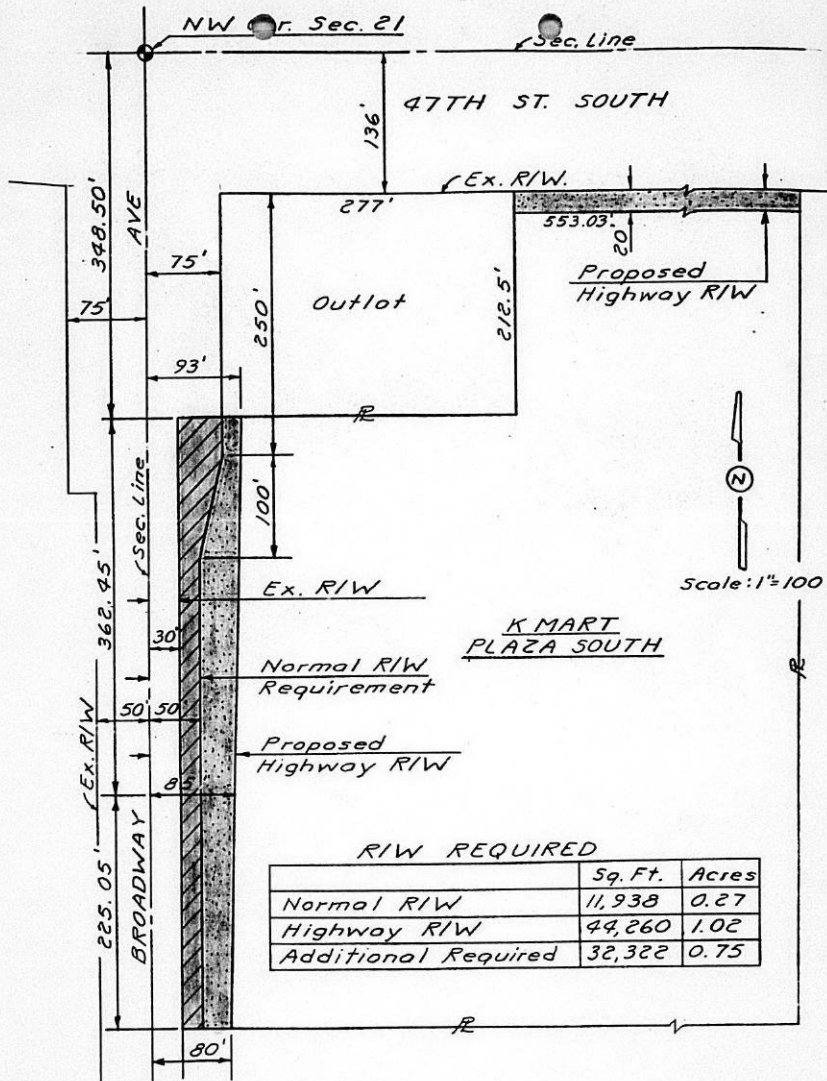 NW Cor. Sec. 21
Sec. Line
47TH ST. SOUTH
136'
348.50'
AVE
Ex. R/W.
277'
553.03'
20'
Proposed
Highway R/W
75'
75'
250'
Outlot
212.5'
93'
PL
Sec. Line
100'
Scale: 1"=100
N
362.45'
Ex. R/W
30'
K MART
PLAZA SOUTH
Normal R/W
Requirement
PL
50' 50'
Ex. R/W
Proposed
Highway R/W
85'
R/W REQUIRED
Sq. Ft. Acres
Normal R/W 11,938 0.27
Highway R/W 44,260 1.02
Additional Required 32,322 0.75
225.05'
BROADWAY
PL
80'